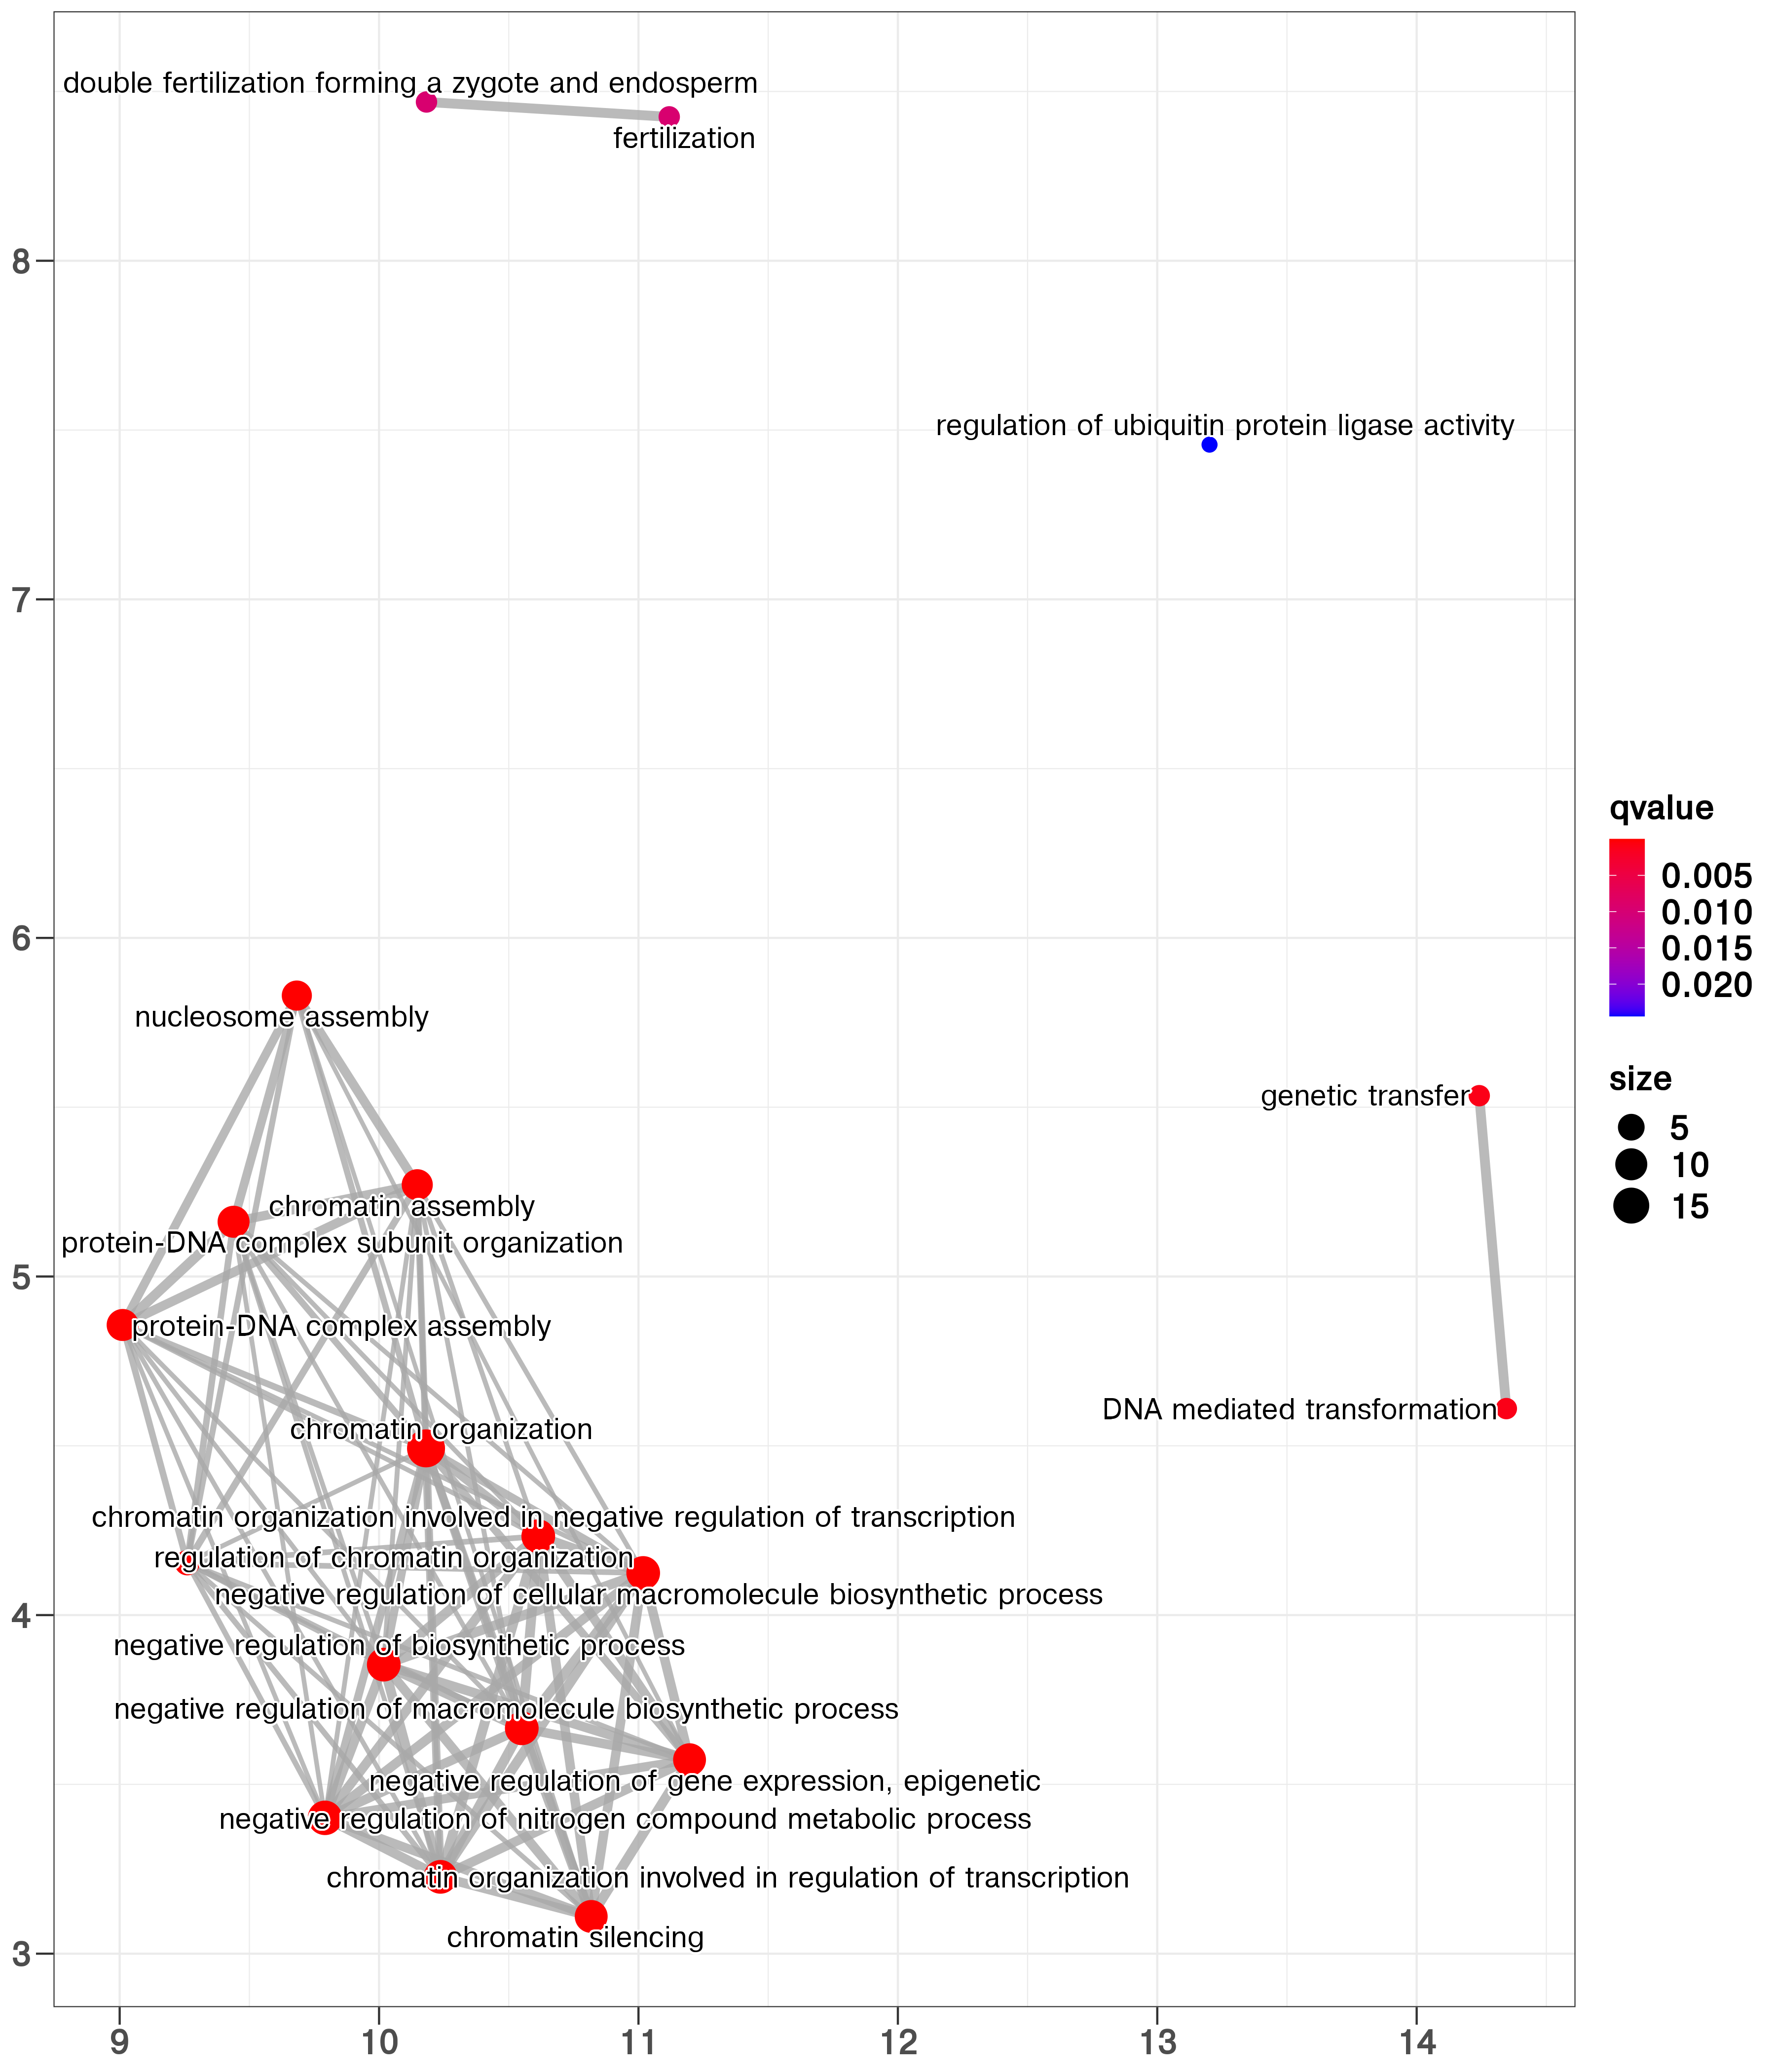 double fertilization forming a zygote and endosperm
fertilization
8
regulation of ubiquitin protein ligase activity
7
qvalue
0.005
0.010
0.015
0.020
6
nucleosome assembly
size
5
10
15
genetic transfer
chromatin assembly
protein-DNA complex subunit organization
5
protein-DNA complex assembly
DNA mediated transformation
chromatin organization
chromatin organization involved in negative regulation of transcription
regulation of chromatin organization
negative regulation of cellular macromolecule biosynthetic process
4
negative regulation of biosynthetic process
negative regulation of macromolecule biosynthetic process
negative regulation of gene expression, epigenetic
negative regulation of nitrogen compound metabolic process
chromatin organization involved in regulation of transcription
chromatin silencing
3
9 10 11 12 13 14